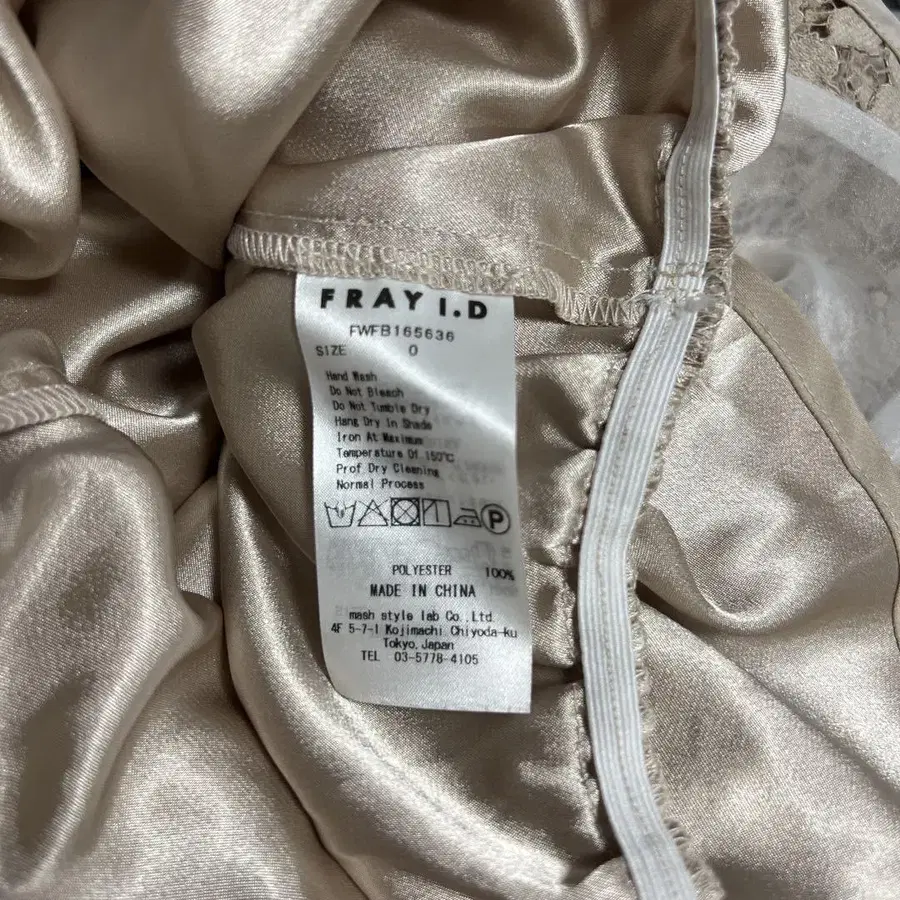 FRAY I.D
FWFB165636
SIZE 0
Hand Wash
Do Not Bleach
Do Not Tumble Dry
Hang Dry In Shade
Iron At Maximum
Temperature Of 150℃
Prof Dry Cleaning
Normal Process
P
POLYESTER 100%
MADE IN CHINA
mash style lab Co.,Ltd.
4F 5-7-1 Kojimachi Chiyoda-ku
Tokyo,Japan
TEL 03-5778-4105